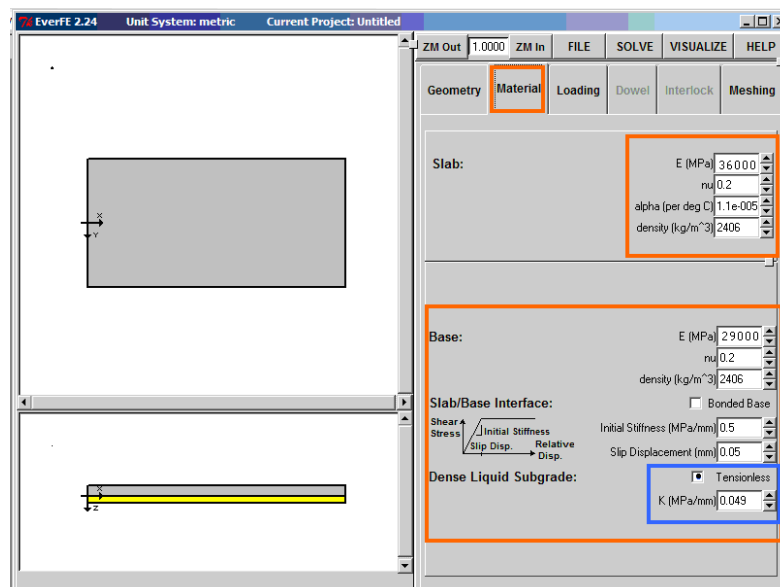 EverFE 2.24 Unit System: metric Current Project: Untitled
ZM Out 1.0000 ZM In FILE SOLVE VISUALIZE HELP
Geometry Material Loading Dowel Interlock Meshing
Slab:
E (MPa) 36000
nu 0.2
alpha (per deg C) 1.1e-005
density (kg/m^3) 2406
X
Y
Base:
E (MPa) 29000
nu 0.2
density (kg/m^3) 2406
Slab/Base Interface:
Bonded Base
Shear Stress
Initial Stiffness
Slip Disp.
Relative Disp.
Initial Stiffness (MPa/mm) 0.5
Slip Displacement (mm) 0.05
Dense Liquid Subgrade:
Tensionless
K (MPa/mm) 0.049
X
Z